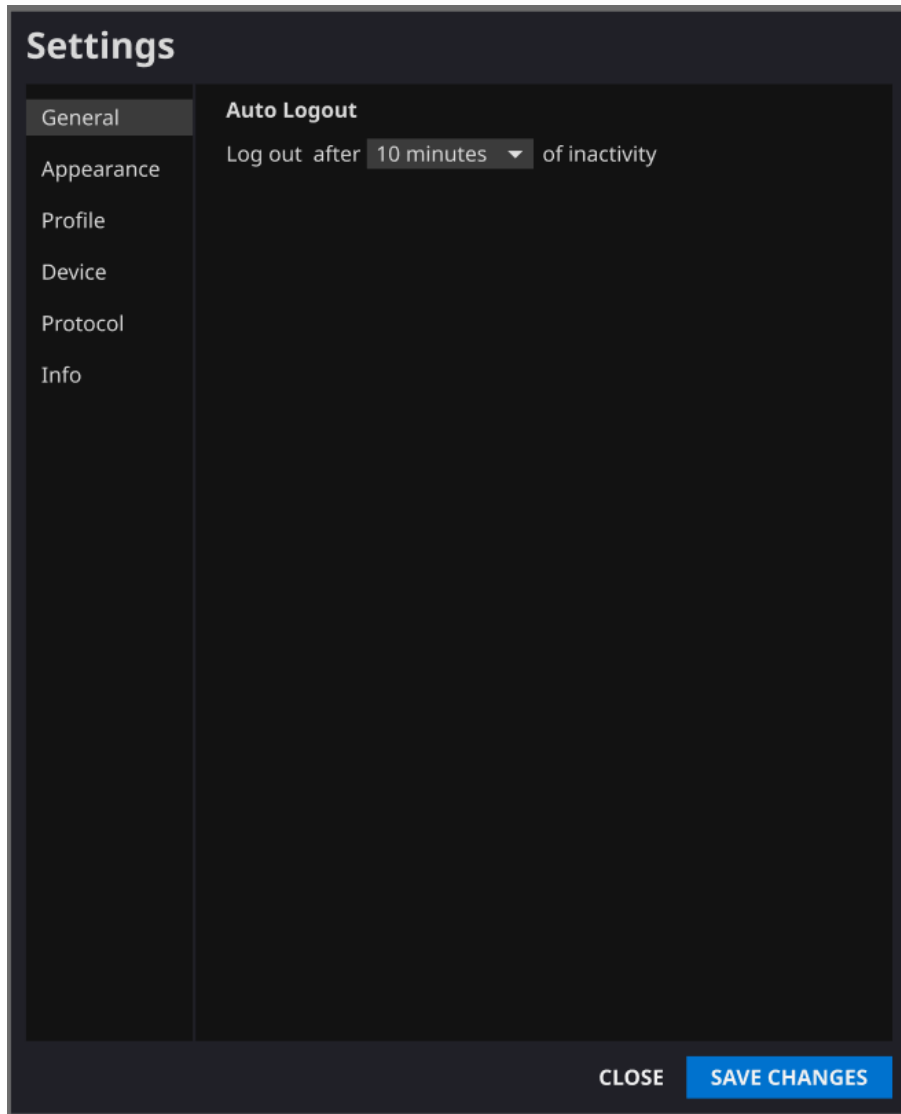 Settings
General
Appearance
Profile
Device
Protocol
Info
Auto Logout
Log out after 10 minutes of inactivity
CLOSE SAVE CHANGES